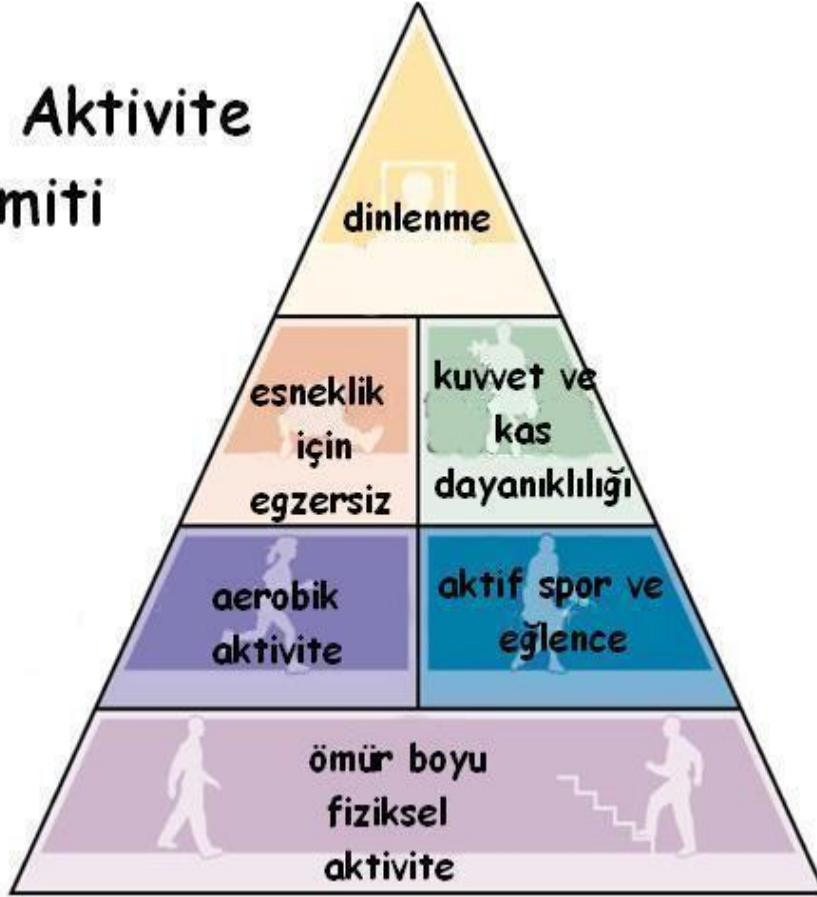 Aktivite
miti
dinlenme
esneklik
için
egzersiz
kuvvet ve
kas
dayanıklılığı
aerobik
aktivite
aktif spor ve
eğlence
ömür boyu
fiziksel
aktivite